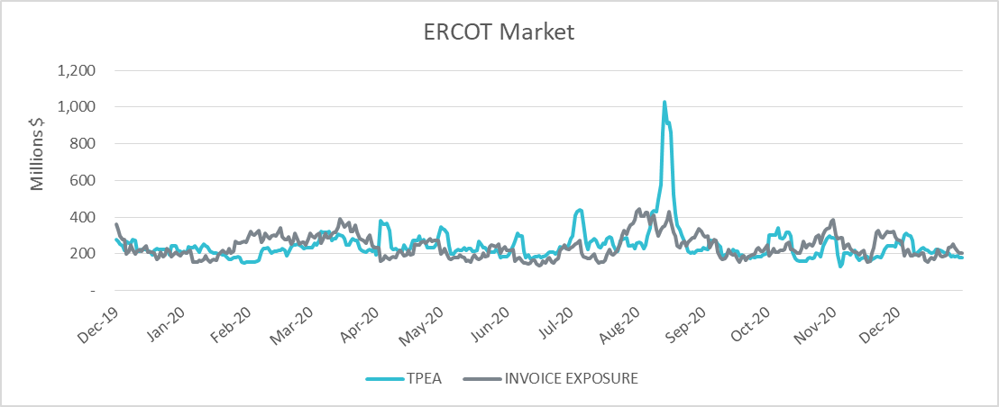 ERCOT Market
Millions $
1,200
1,000
800
600
400
200
-
Dec-19 Jan-20 Feb-20 Mar-20 Apr-20 May-20 Jun-20 Jul-20 Aug-20 Sep-20 Oct-20 Nov-20 Dec-20
TPEA INVOICE EXPOSURE